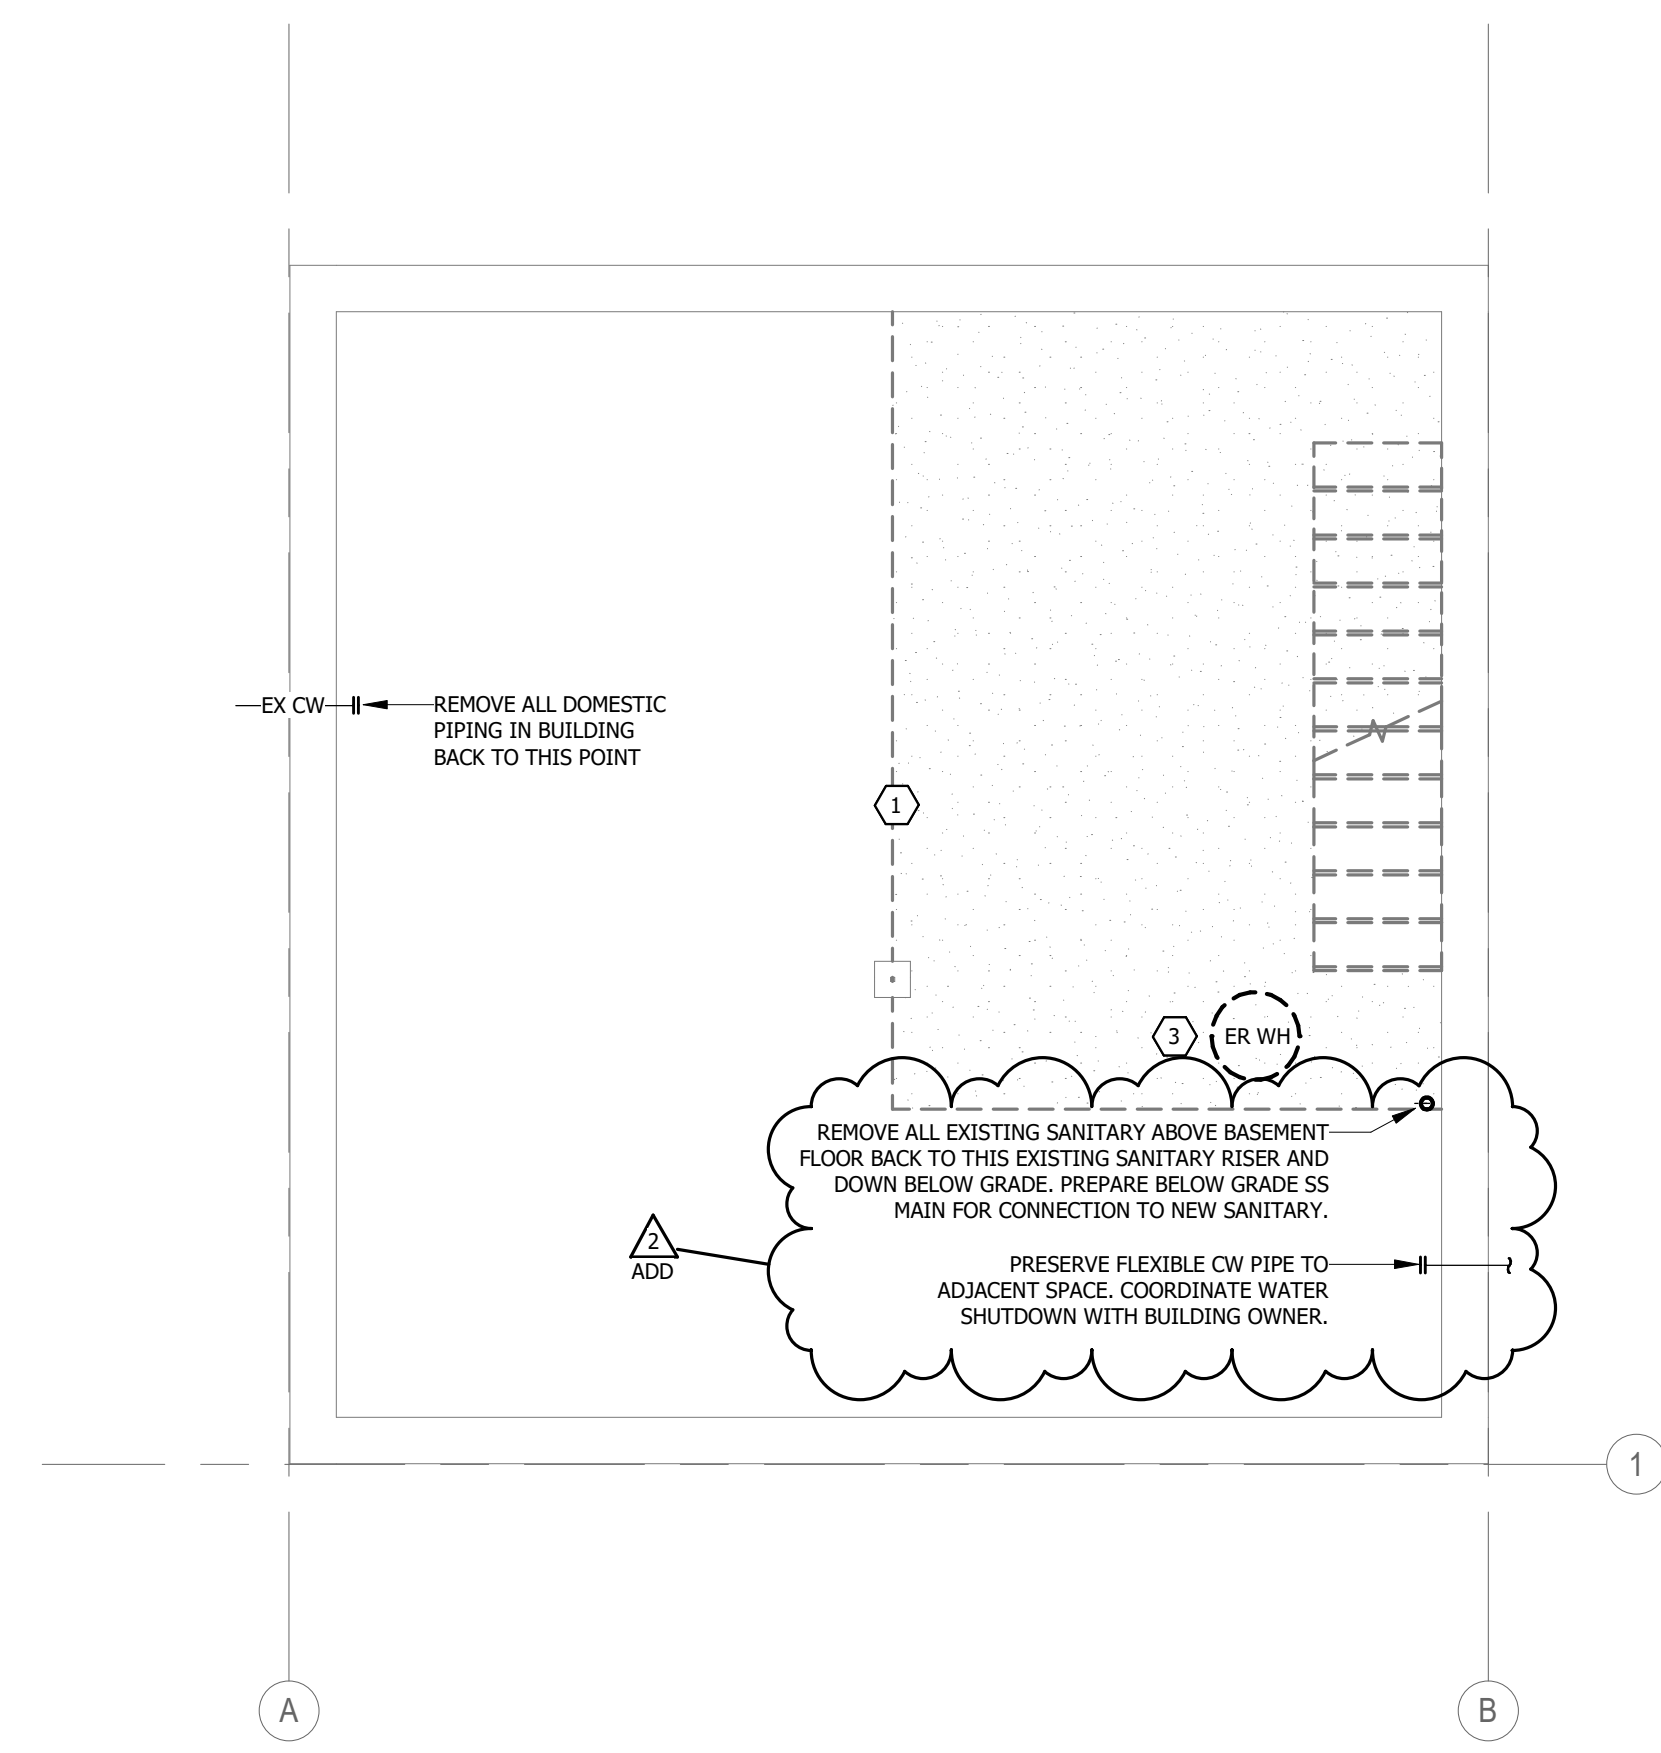 EX CW
REMOVE ALL DOMESTIC
PIPING IN BUILDING
BACK TO THIS POINT
1
3
ER WH
REMOVE ALL EXISTING SANITARY ABOVE BASEMENT
FLOOR BACK TO THIS EXISTING SANITARY RISER AND
DOWN BELOW GRADE. PREPARE BELOW GRADE SS
MAIN FOR CONNECTION TO NEW SANITARY.
2
ADD
PRESERVE FLEXIBLE CW PIPE TO
ADJACENT SPACE. COORDINATE WATER
SHUTDOWN WITH BUILDING OWNER.
1
A
B